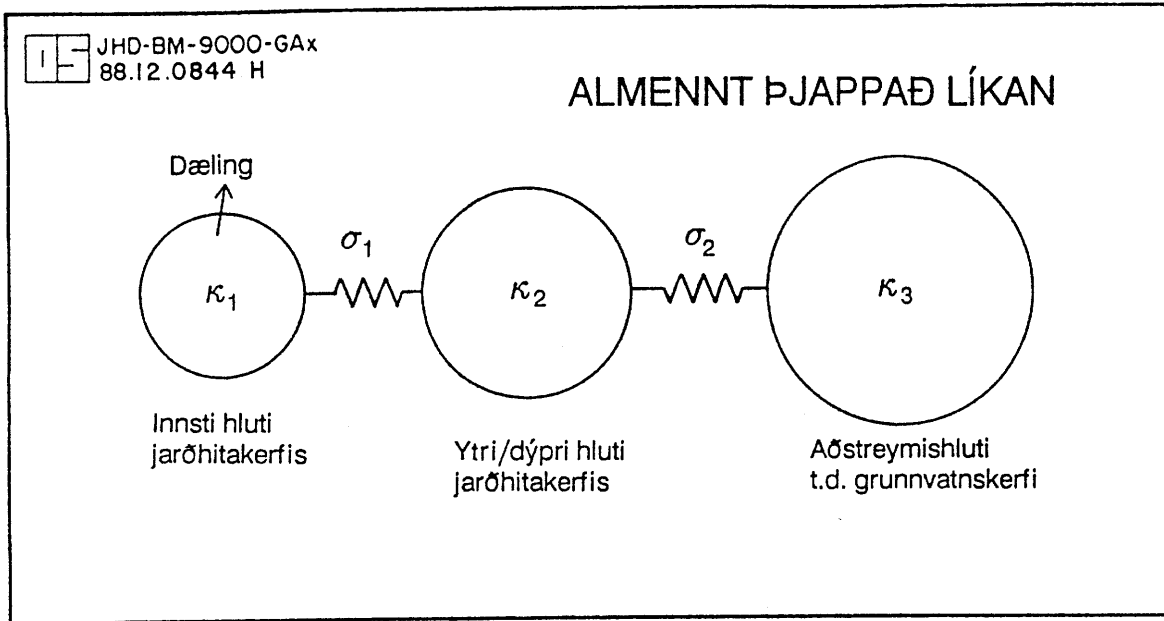 JHD-BM-9000-GAx
88.12.0844 H
ALMENNT ÞJAPPAÐ LÍKAN
Dæling
σ₁
σ₂
κ₁
κ₂
κ₃
Innsti hluti
jarðhitakerfis
Ytri/dýpri hluti
jarðhitakerfis
Aðstreymishluti
t.d. grunnvatnskerfi